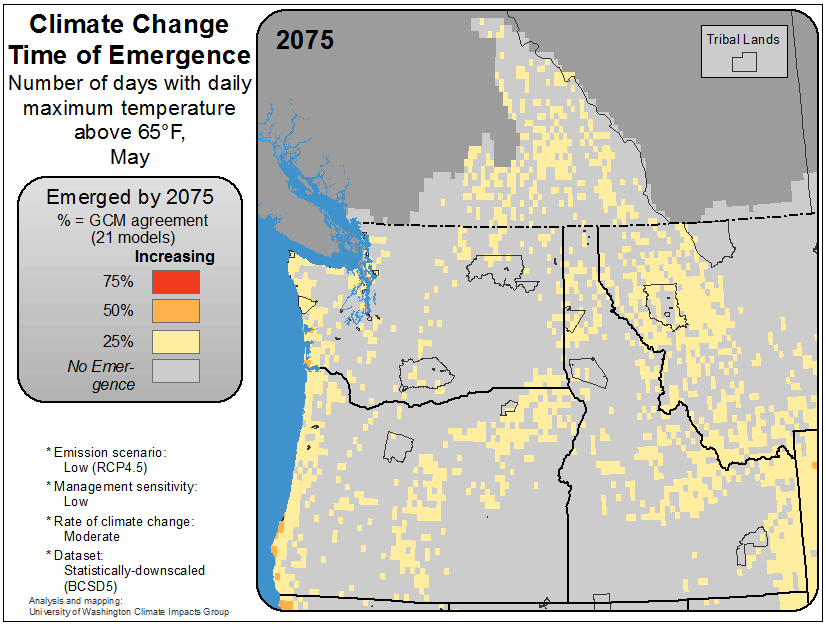 Climate Change
Time of Emergence
Number of days with daily
maximum temperature
above 65°F,
May
Emerged by 2075
% = GCM agreement
(21 models)
Increasing
75%
50%
25%
No Emer-
gence
* Emission scenario:
Low (RCP4.5)
* Management sensitivity:
Low
* Rate of climate change:
Moderate
* Dataset:
Statistically-downscaled
(BCSD5)
Analysis and mapping:
University of Washington Climate Impacts Group
2075
Tribal Lands